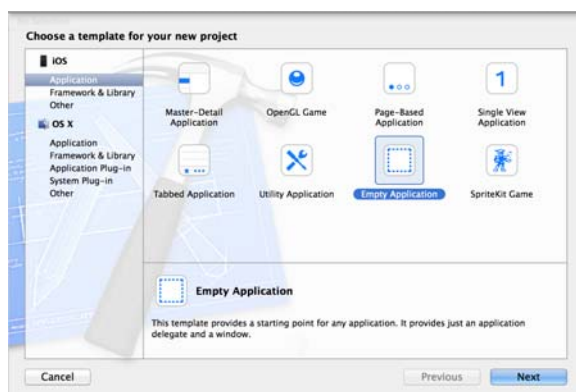 Choose a template for your new project
iOS
Application
Framework & Library
Other
OS X
Application
Framework & Library
Application Plug-in
System Plug-in
Other
Master-Detail
Application
OpenGL Game
Page-Based
Application
1
Single View
Application
Tabbed Application
Utility Application
Empty Application
SpriteKit Game
Empty Application
This template provides a starting point for any application. It provides just an application
delegate and a window.
Cancel
Previous
Next